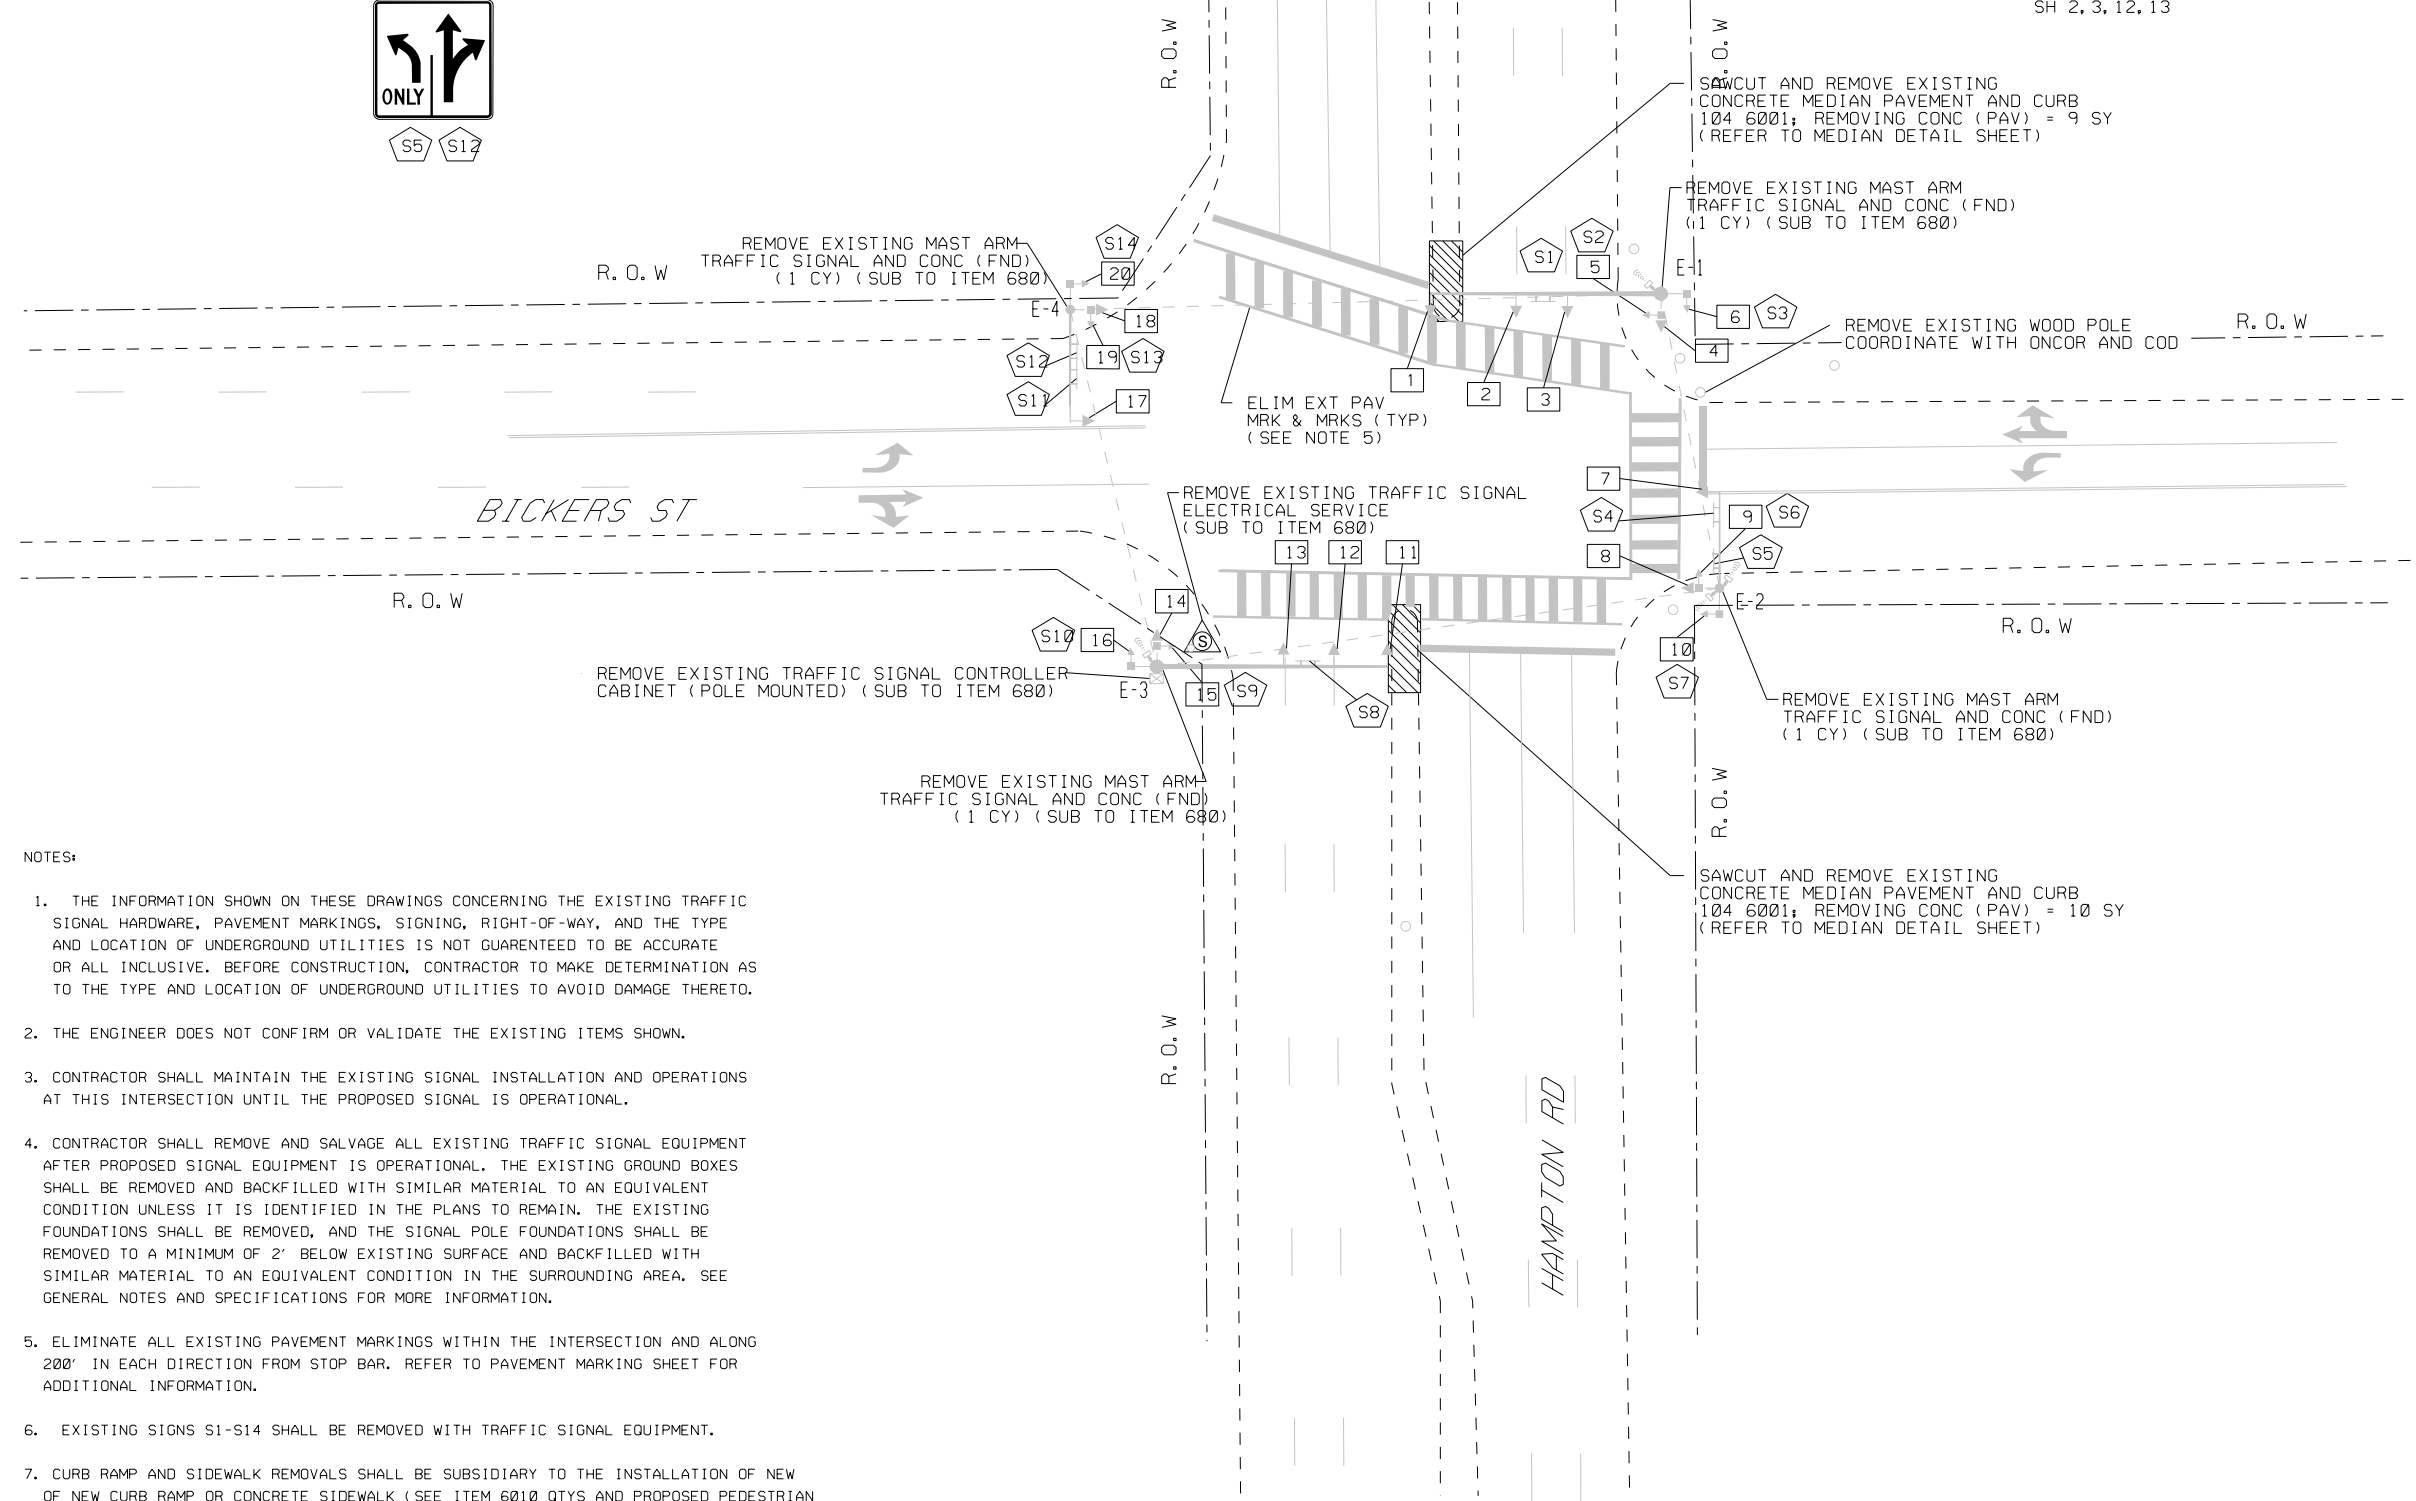 SH 2,3,12,13
ONLY
S5 S12
R.O.W
R.O.W
SAWCUT AND REMOVE EXISTING
CONCRETE MEDIAN PAVEMENT AND CURB
104 6001; REMOVING CONC (PAV) = 9 SY
(REFER TO MEDIAN DETAIL SHEET)
REMOVE EXISTING MAST ARM
TRAFFIC SIGNAL AND CONC (FND)
(1 CY) (SUB TO ITEM 680)
REMOVE EXISTING MAST ARM
TRAFFIC SIGNAL AND CONC (FND)
(1 CY) (SUB TO ITEM 680)
R.O.W
S14
20
S1
S2
5
E-1
E-4
18
6
S3
REMOVE EXISTING WOOD POLE
COORDINATE WITH ONCOR AND COD
R.O.W
S12
19
S13
4
S11
17
1
2
3
ELIM EXT PAV
MRK & MRKS (TYP)
(SEE NOTE 5)
BICKERS ST
REMOVE EXISTING TRAFFIC SIGNAL
ELECTRICAL SERVICE
(SUB TO ITEM 680)
7
S4
9
S6
13
12
11
8
S5
R.O.W
14
S
E-2
R.O.W
S10
16
10
S7
REMOVE EXISTING TRAFFIC SIGNAL CONTROLLER
CABINET (POLE MOUNTED) (SUB TO ITEM 680)
E-3
15
S9
S8
REMOVE EXISTING MAST ARM
TRAFFIC SIGNAL AND CONC (FND)
(1 CY) (SUB TO ITEM 680)
REMOVE EXISTING MAST ARM
TRAFFIC SIGNAL AND CONC (FND)
(1 CY) (SUB TO ITEM 680)
R.O.W
SAWCUT AND REMOVE EXISTING
CONCRETE MEDIAN PAVEMENT AND CURB
104 6001; REMOVING CONC (PAV) = 10 SY
(REFER TO MEDIAN DETAIL SHEET)
R.O.W
HAMPTON RD
NOTES:
1. THE INFORMATION SHOWN ON THESE DRAWINGS CONCERNING THE EXISTING TRAFFIC
SIGNAL HARDWARE, PAVEMENT MARKINGS, SIGNING, RIGHT-OF-WAY, AND THE TYPE
AND LOCATION OF UNDERGROUND UTILITIES IS NOT GUARENTEED TO BE ACCURATE
OR ALL INCLUSIVE. BEFORE CONSTRUCTION, CONTRACTOR TO MAKE DETERMINATION AS
TO THE TYPE AND LOCATION OF UNDERGROUND UTILITIES TO AVOID DAMAGE THERETO.
2. THE ENGINEER DOES NOT CONFIRM OR VALIDATE THE EXISTING ITEMS SHOWN.
3. CONTRACTOR SHALL MAINTAIN THE EXISTING SIGNAL INSTALLATION AND OPERATIONS
AT THIS INTERSECTION UNTIL THE PROPOSED SIGNAL IS OPERATIONAL.
4. CONTRACTOR SHALL REMOVE AND SALVAGE ALL EXISTING TRAFFIC SIGNAL EQUIPMENT
AFTER PROPOSED SIGNAL EQUIPMENT IS OPERATIONAL. THE EXISTING GROUND BOXES
SHALL BE REMOVED AND BACKFILLED WITH SIMILAR MATERIAL TO AN EQUIVALENT
CONDITION UNLESS IT IS IDENTIFIED IN THE PLANS TO REMAIN. THE EXISTING
FOUNDATIONS SHALL BE REMOVED, AND THE SIGNAL POLE FOUNDATIONS SHALL BE
REMOVED TO A MINIMUM OF 2' BELOW EXISTING SURFACE AND BACKFILLED WITH
SIMILAR MATERIAL TO AN EQUIVALENT CONDITION IN THE SURROUNDING AREA. SEE
GENERAL NOTES AND SPECIFICATIONS FOR MORE INFORMATION.
5. ELIMINATE ALL EXISTING PAVEMENT MARKINGS WITHIN THE INTERSECTION AND ALONG
200' IN EACH DIRECTION FROM STOP BAR. REFER TO PAVEMENT MARKING SHEET FOR
ADDITIONAL INFORMATION.
6. EXISTING SIGNS S1-S14 SHALL BE REMOVED WITH TRAFFIC SIGNAL EQUIPMENT.
7. CURB RAMP AND SIDEWALK REMOVALS SHALL BE SUBSIDIARY TO THE INSTALLATION OF NEW
OF NEW CURB RAMP OR CONCRETE SIDEWALK (SEE ITEM 6010 QTYS AND PROPOSED PEDESTRIAN